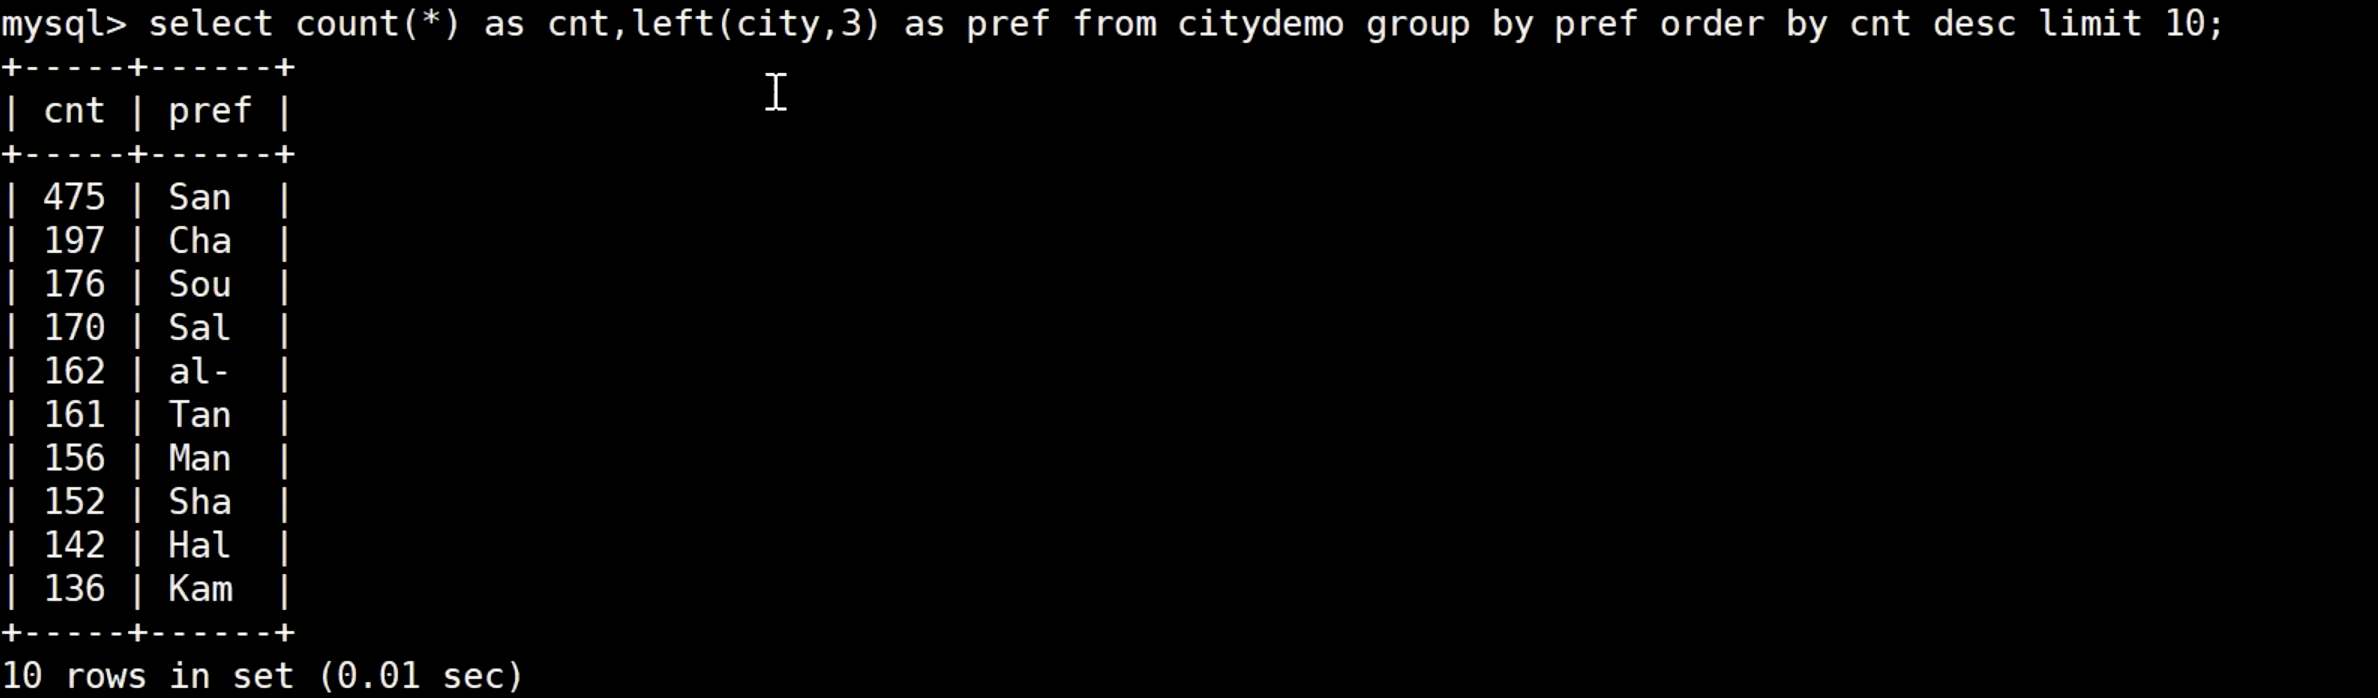 mysql> select count(*) as cnt,left(city,3) as pref from citydemo group by pref order by cnt desc limit 10;
+-----+------+
| cnt | pref |
+-----+------+
| 475 | San  |
| 197 | Cha  |
| 176 | Sou  |
| 170 | Sal  |
| 162 | al-  |
| 161 | Tan  |
| 156 | Man  |
| 152 | Sha  |
| 142 | Hal  |
| 136 | Kam  |
+-----+------+
10 rows in set (0.01 sec)